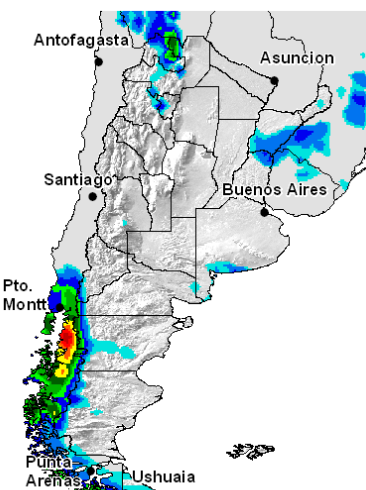 Antofagasta
Asuncion
Santiago
Buenos Aires
Pto.
Montt
Punta
Arenas
Ushuaia